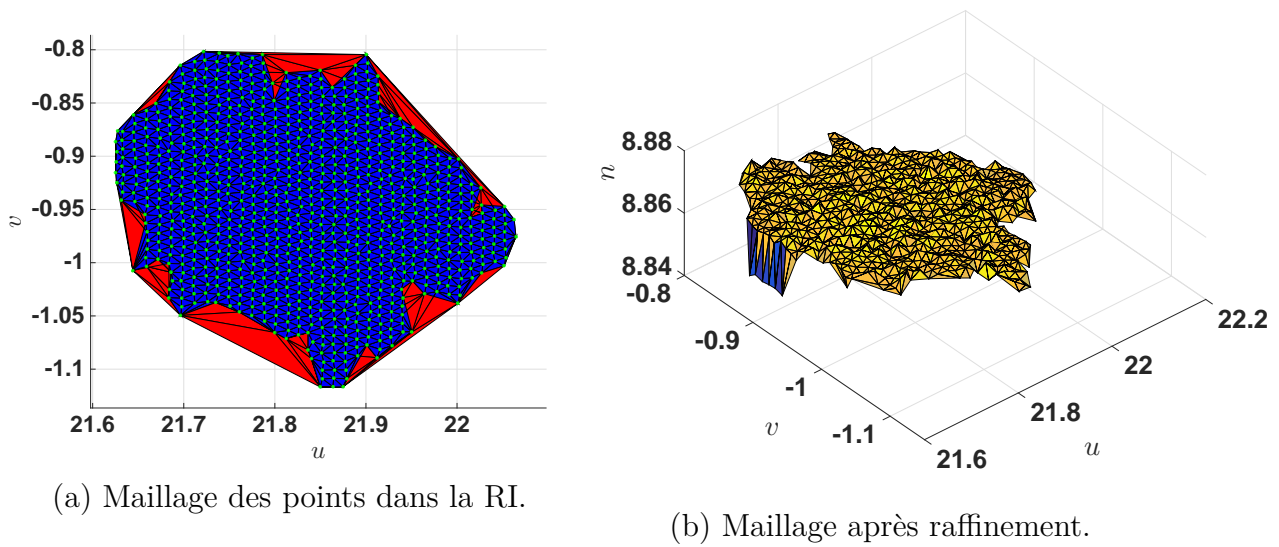 -0.8
-0.85
-0.9
-0.95
-1
-1.05
-1.1
v
21.6 21.7 21.8 21.9 22
u
(a) Maillage des points dans la RI.
8.88
8.86
8.84
n
-0.8
-0.9
-1
-1.1
v
21.6
21.8
22
22.2
u
(b) Maillage après raffinement.